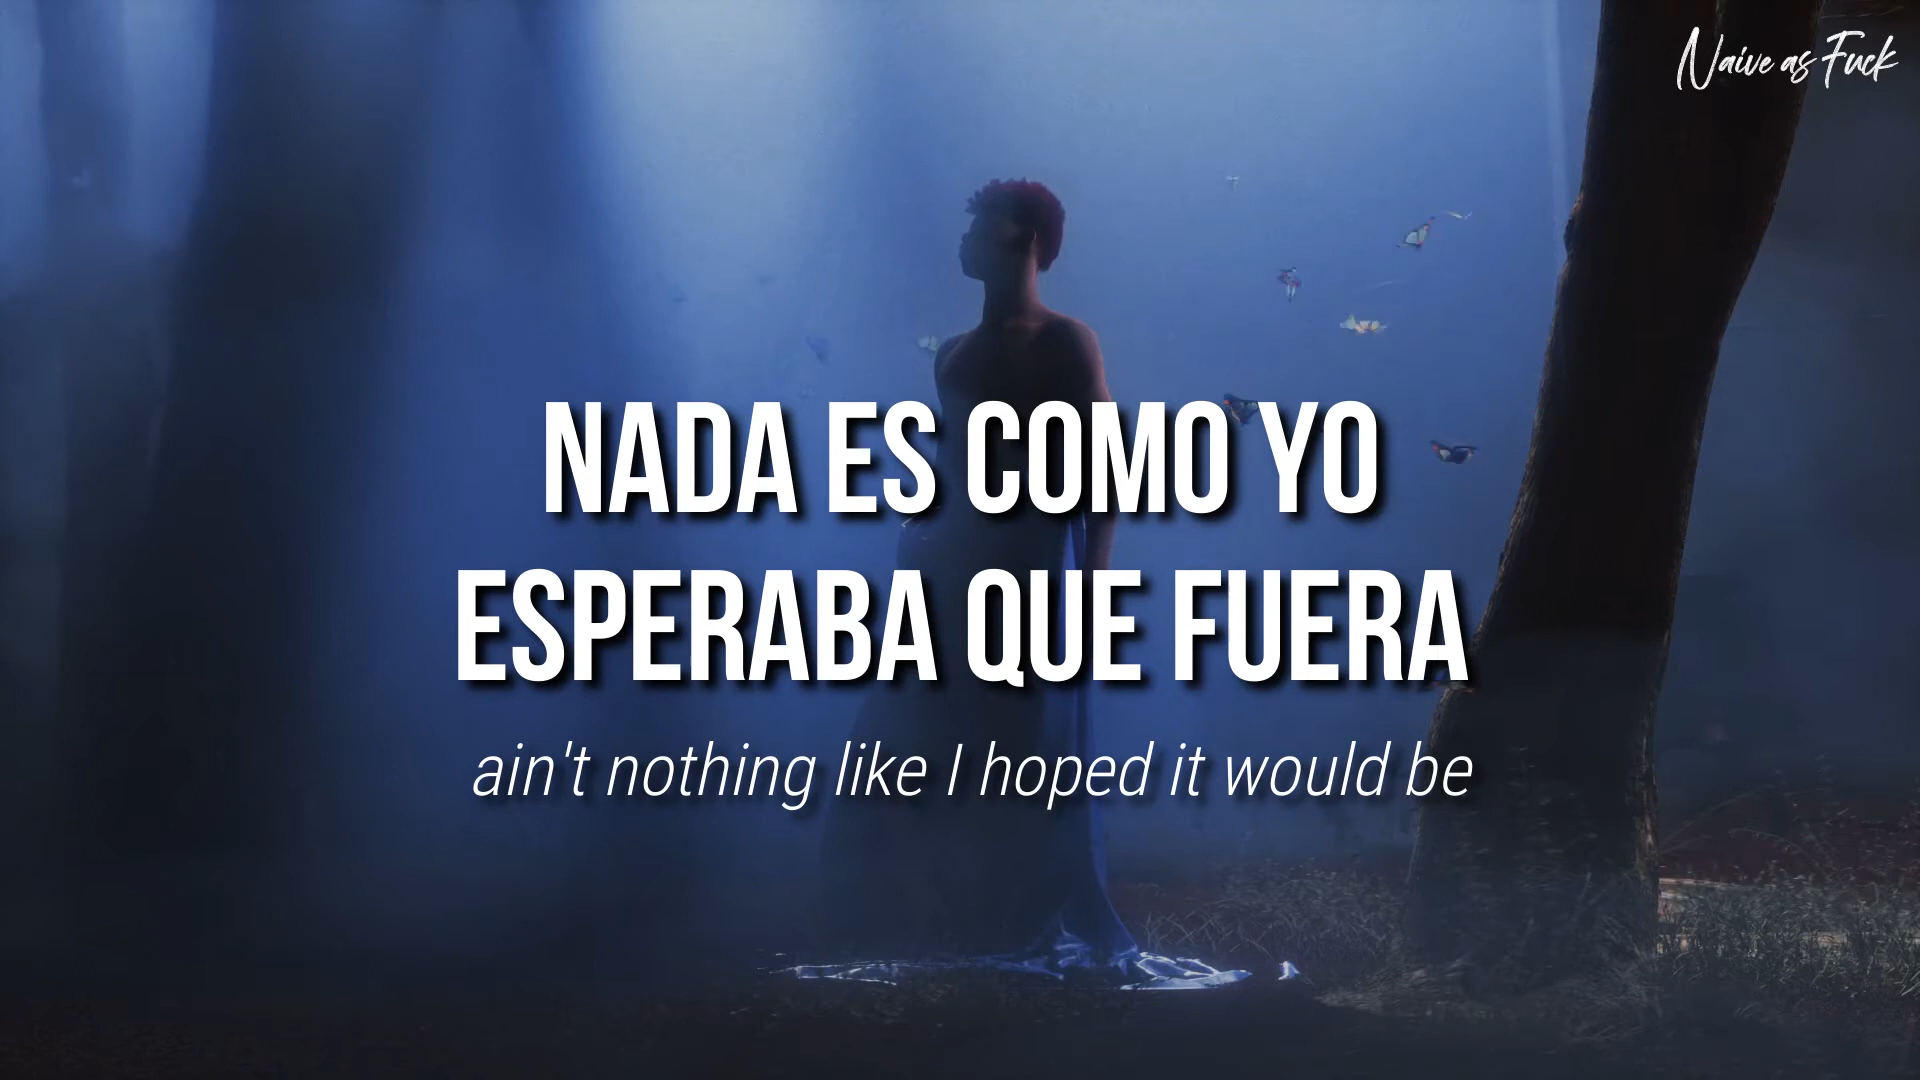 Naive as Fuck
NADA ES COMO YO
ESPERABA QUE FUERA
ain't nothing like I hoped it would be